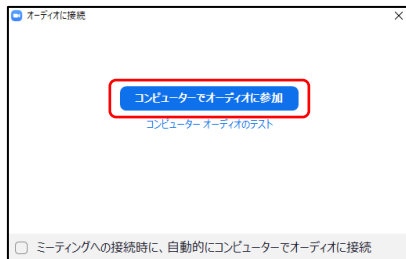 オーディオに接続
コンピューターでオーディオに参加
コンピューター オーディオのテスト
ミーティングへの接続時に、自動的にコンピューターでオーディオに接続